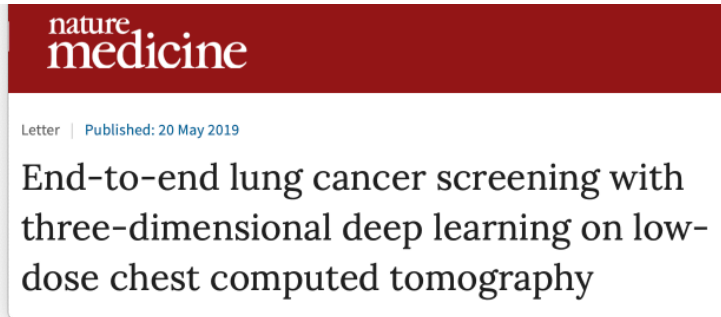 nature
medicine
Letter | Published: 20 May 2019
End-to-end lung cancer screening with
three-dimensional deep learning on low-
dose chest computed tomography